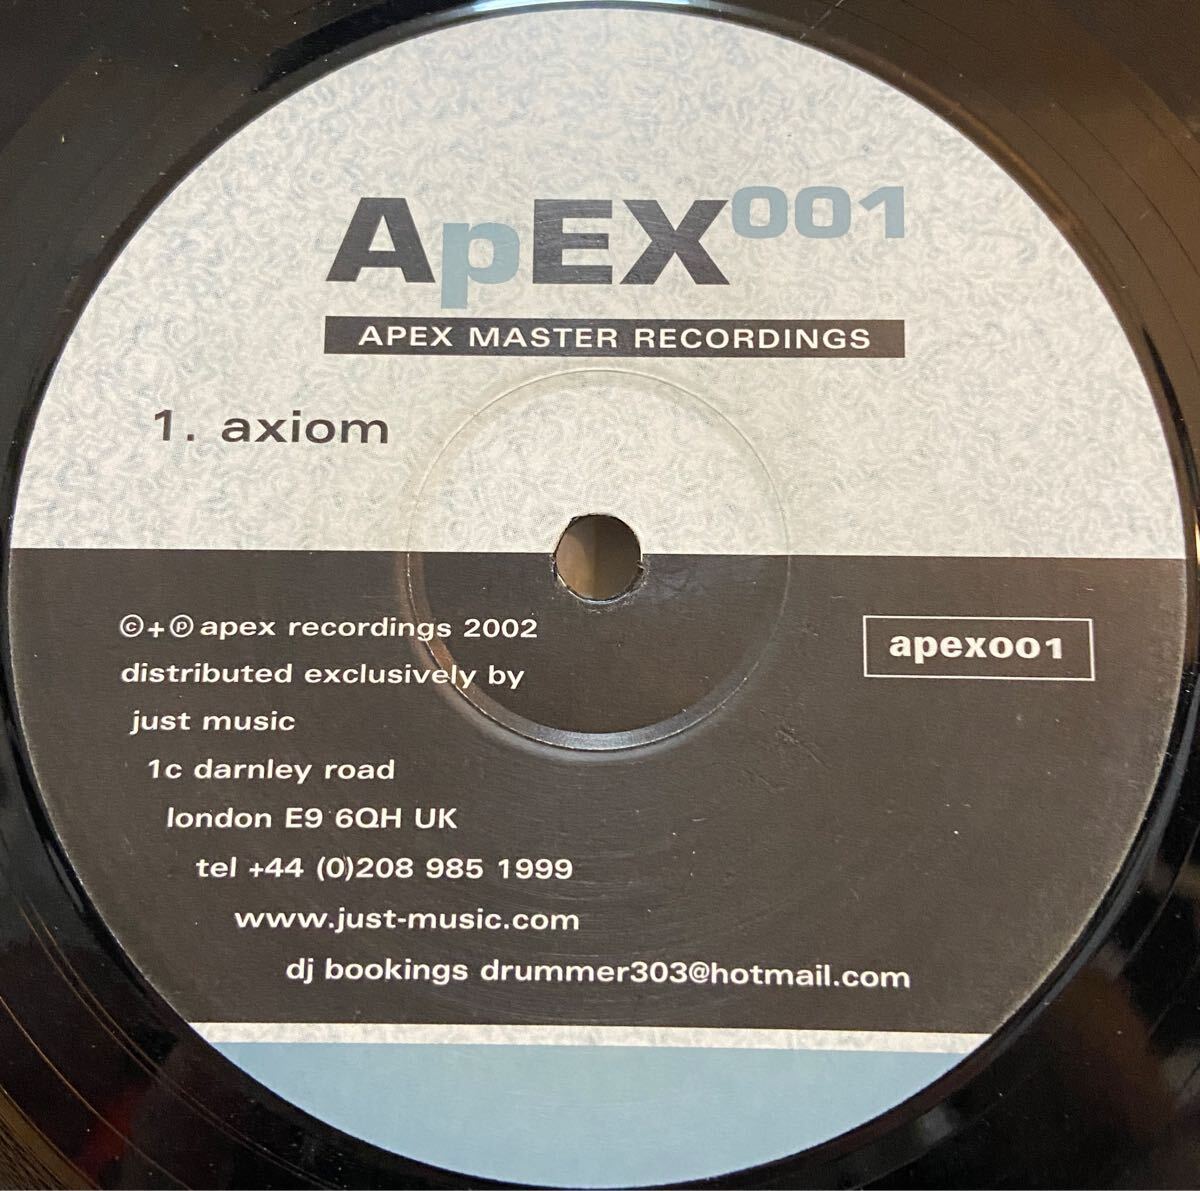 ApEX001
APEX MASTER RECORDINGS
1. axiom
©+℗ apex recordings 2002
distributed exclusively by
just music
1c darnley road
london E9 6QH UK
tel +44 (0)208 985 1999
www.just-music.com
dj bookings drummer303@hotmail.com
apex001